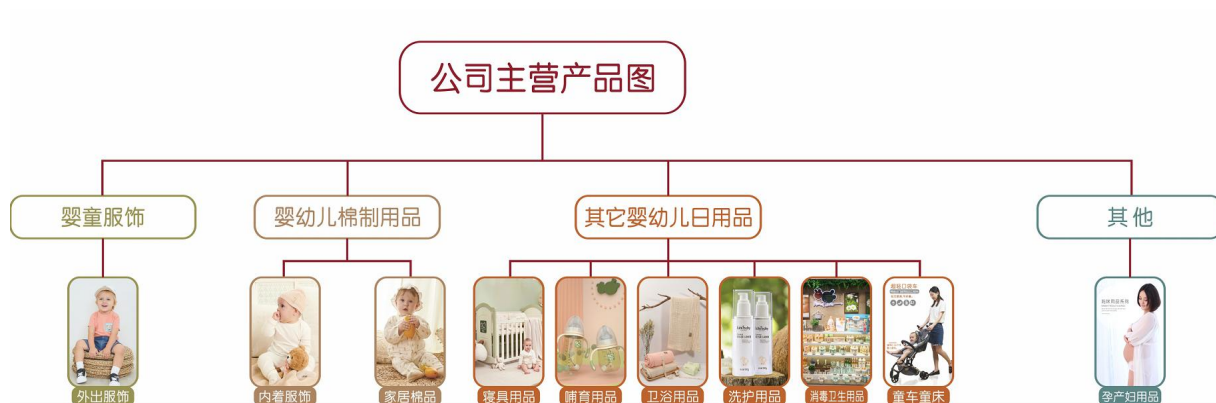 公司主营产品图
婴童服饰
婴幼儿棉制用品
其它婴幼儿日用品
其他
外出服饰
内着服饰
家居棉品
寝具用品
哺育用品
卫浴用品
洗护用品
消毒卫生用品
童车童床
孕产妇用品